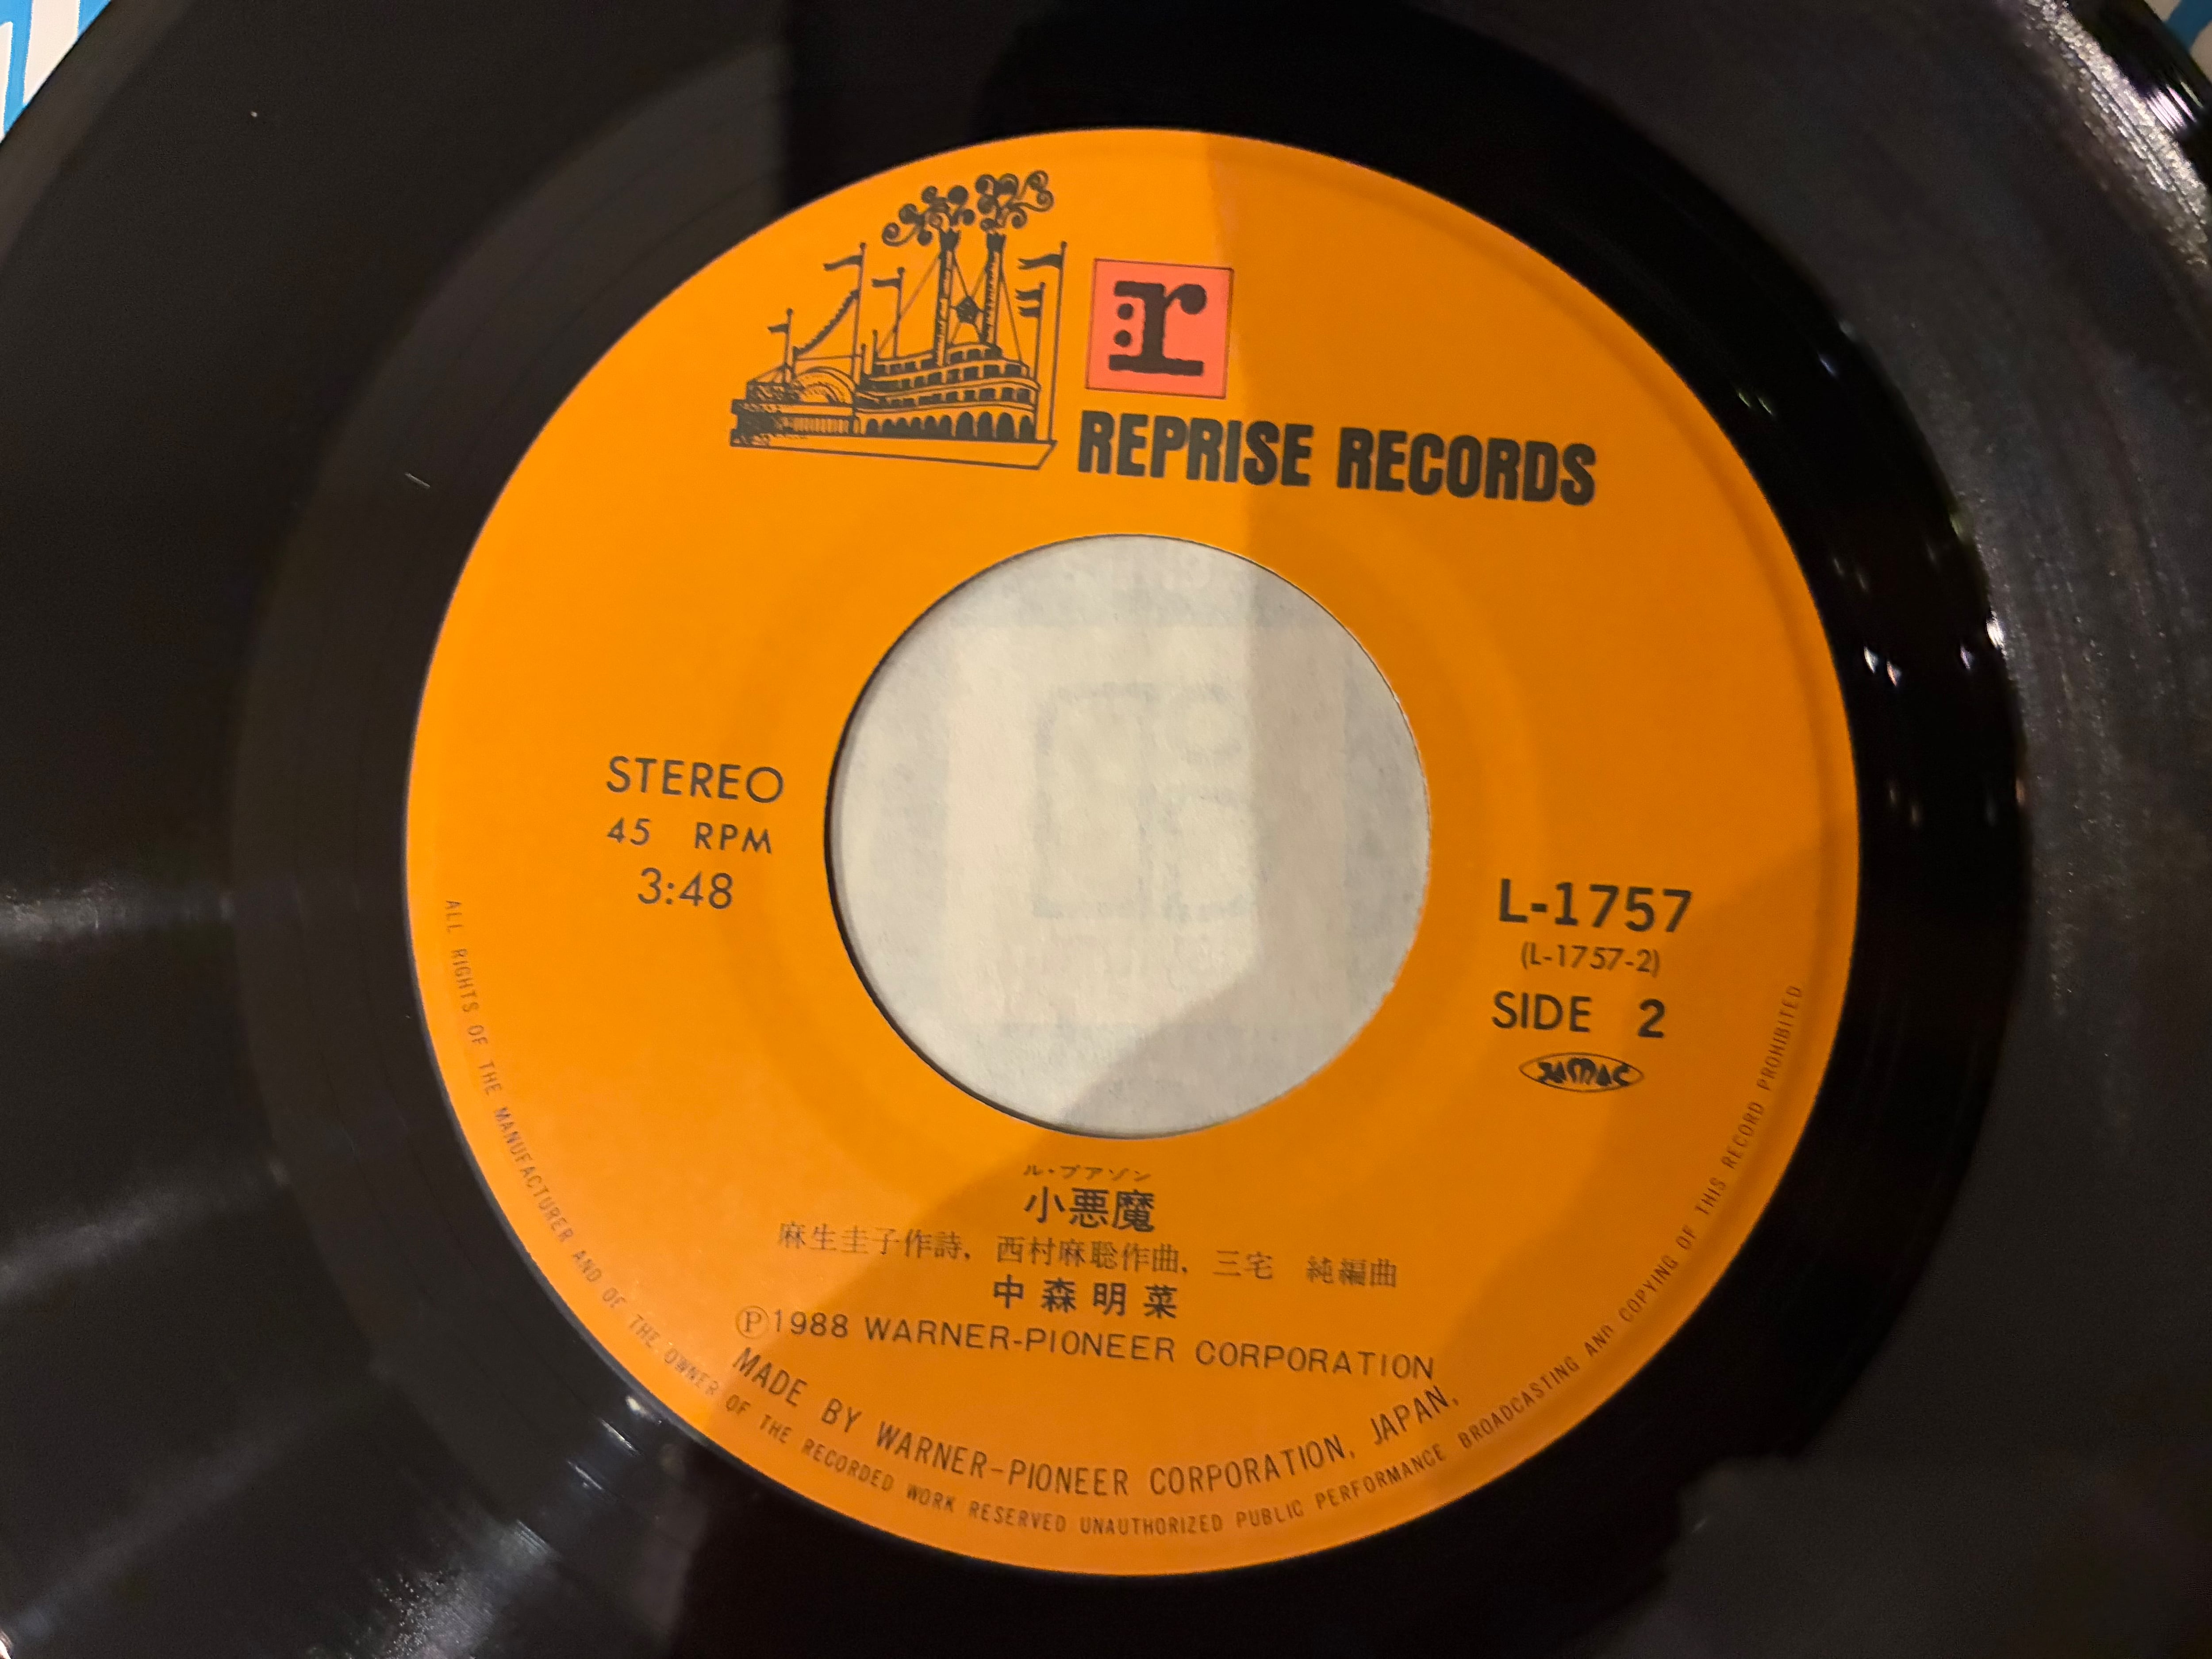 r
REPRISE RECORDS
STEREO
45 RPM
3:48
L-1757
(L-1757-2)
SIDE 2
JAMAC
ル・プアゾン
小悪魔
麻生圭子作詩, 西村麻聡作曲, 三宅 純編曲
中森明菜
Ⓟ1988 WARNER-PIONEER CORPORATION
MADE BY WARNER-PIONEER CORPORATION, JAPAN,
ALL RIGHTS OF THE MANUFACTURER AND OF THE OWNER OF THE RECORDED WORK RESERVED UNAUTHORIZED PUBLIC PERFORMANCE BROADCASTING AND COPYING OF THIS RECORD PROHIBITED